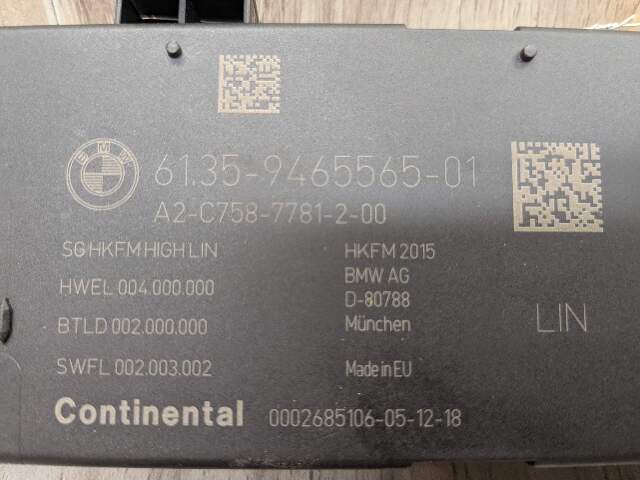 BMW
61.35-9465565-01
A2-C758-7781-2-00
SG HKFM HIGH LIN
HWEL 004.000.000
BTLD 002.000.000
SWFL 002.003.002
HKFM 2015
BMW AG
D-80788
München
Made in EU
LIN
Continental 0002685106-05-12-18